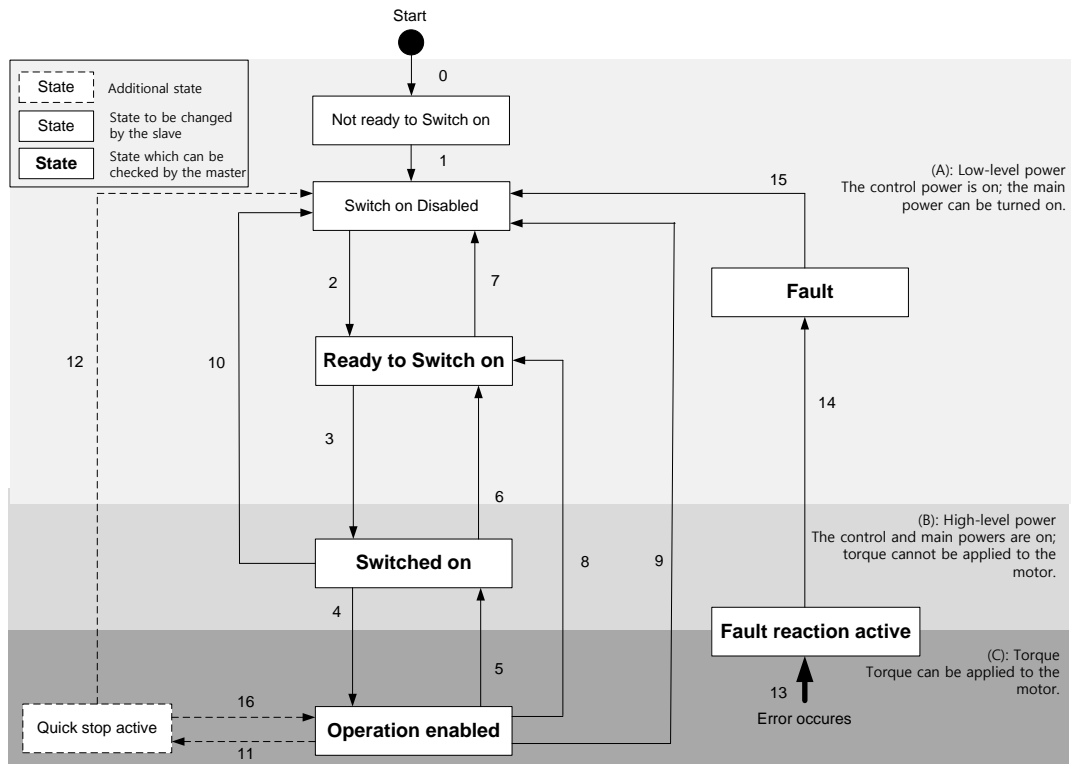 Start
0
State
Additional state
State
State to be changed
by the slave
State
State which can be
checked by the master
Not ready to Switch on
1
15
(A): Low-level power
The control power is on; the main
power can be turned on.
Switch on Disabled
2
7
Fault
12
10
Ready to Switch on
14
3
6
(B): High-level power
The control and main powers are on;
torque cannot be applied to the
motor.
Switched on
8
9
4
Fault reaction active
5
(C): Torque
Torque can be applied to the
motor.
13
Error occures
16
Quick stop active
Operation enabled
11